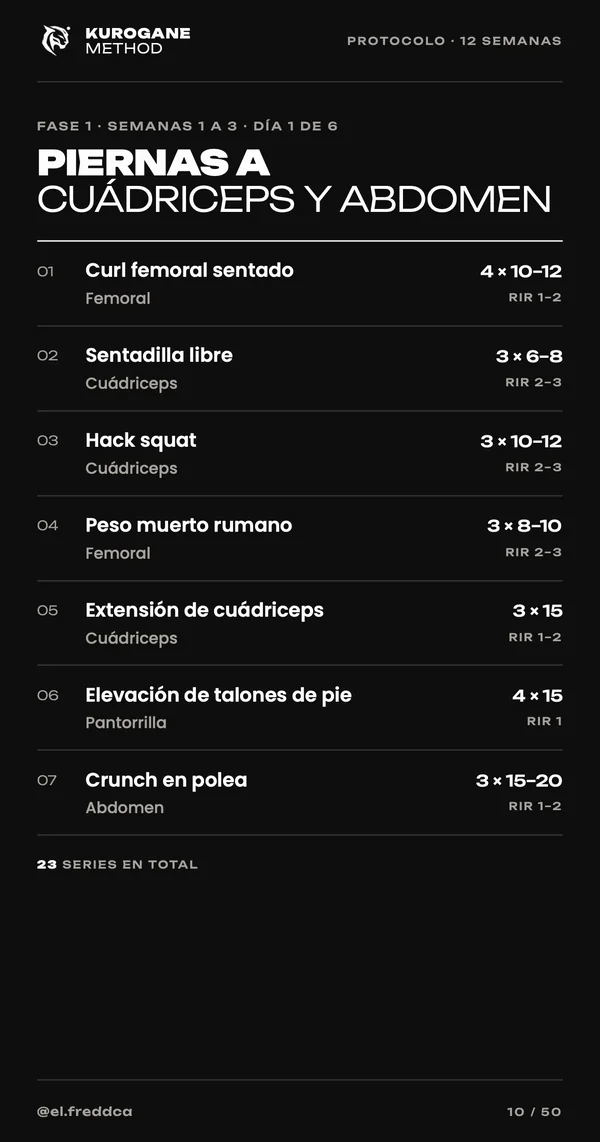 KUROGANE
METHOD
PROTOCOLO · 12 SEMANAS
FASE 1 · SEMANAS 1 A 3 · DÍA 1 DE 6
PIERNAS A
CUÁDRICEPS Y ABDOMEN
01 Curl femoral sentado 4 × 10–12
Femoral RIR 1–2
02 Sentadilla libre 3 × 6–8
Cuádriceps RIR 2–3
03 Hack squat 3 × 10–12
Cuádriceps RIR 2–3
04 Peso muerto rumano 3 × 8–10
Femoral RIR 2–3
05 Extensión de cuádriceps 3 × 15
Cuádriceps RIR 1–2
06 Elevación de talones de pie 4 × 15
Pantorrilla RIR 1
07 Crunch en polea 3 × 15–20
Abdomen RIR 1–2
23 SERIES EN TOTAL
@el.freddca 10 / 50